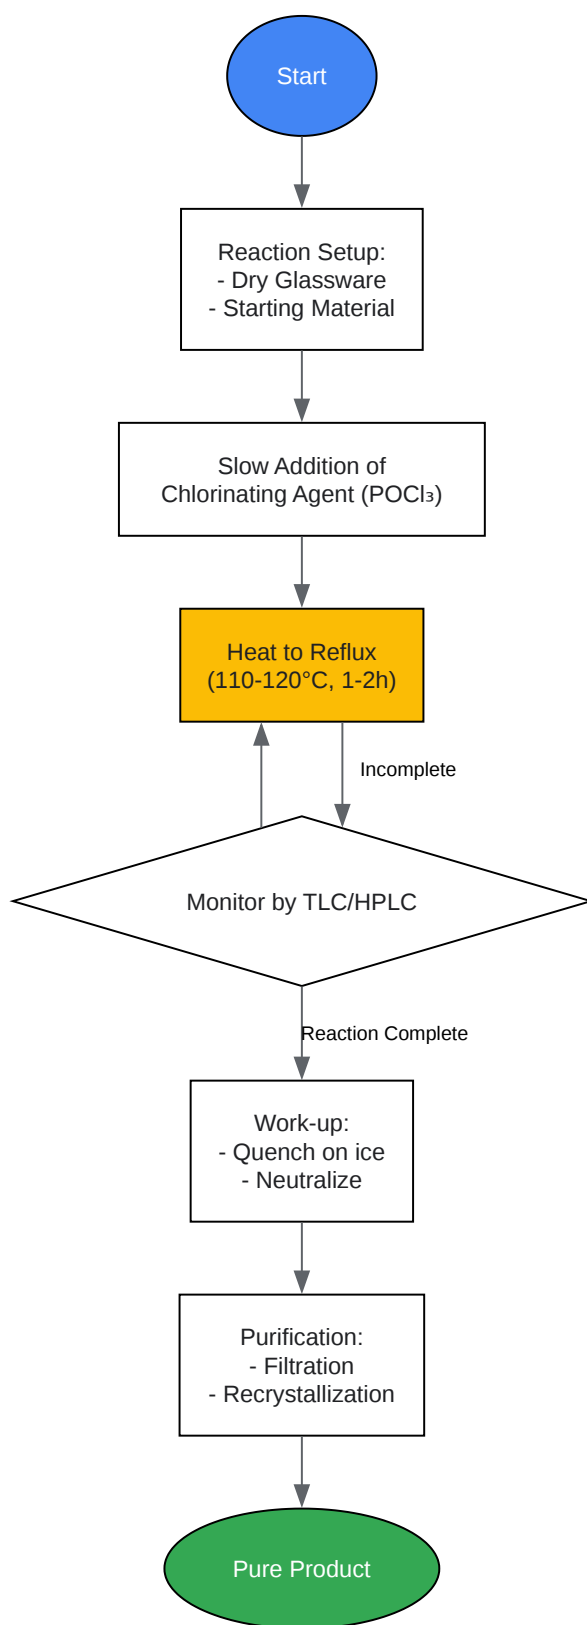 Start
Reaction Setup:
- Dry Glassware
- Starting Material
Slow Addition of
Chlorinating Agent (POCl₃)
Heat to Reflux
(110-120°C, 1-2h)
Incomplete
Monitor by TLC/HPLC
Reaction Complete
Work-up:
- Quench on ice
- Neutralize
Purification:
- Filtration
- Recrystallization
Pure Product